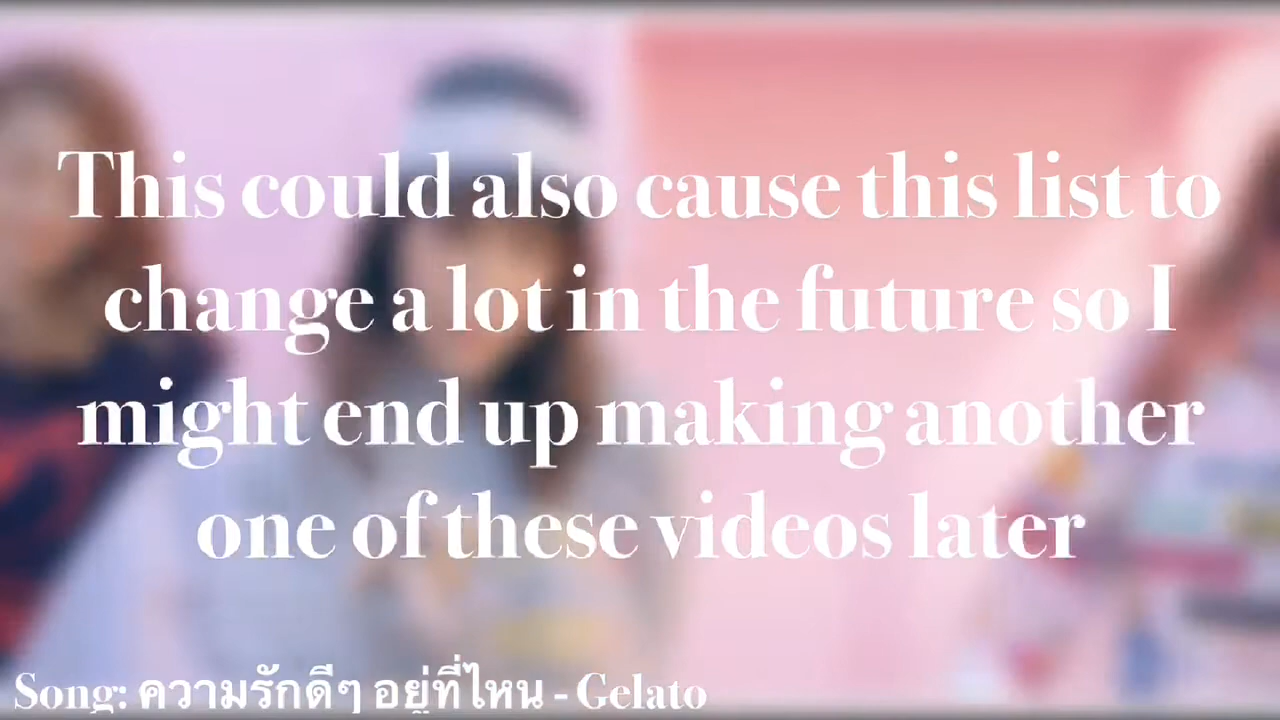 This could also cause this list to
change a lot in the future so I
might end up making another
one of these videos later
Song: ความรักดีๆ อยู่ที่ไหน - Gelato